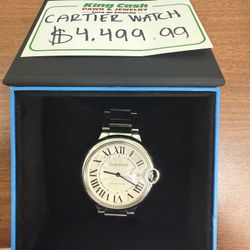 King Cash
PAWN & JEWELRY
CARTIER WATCH
$4,499.99